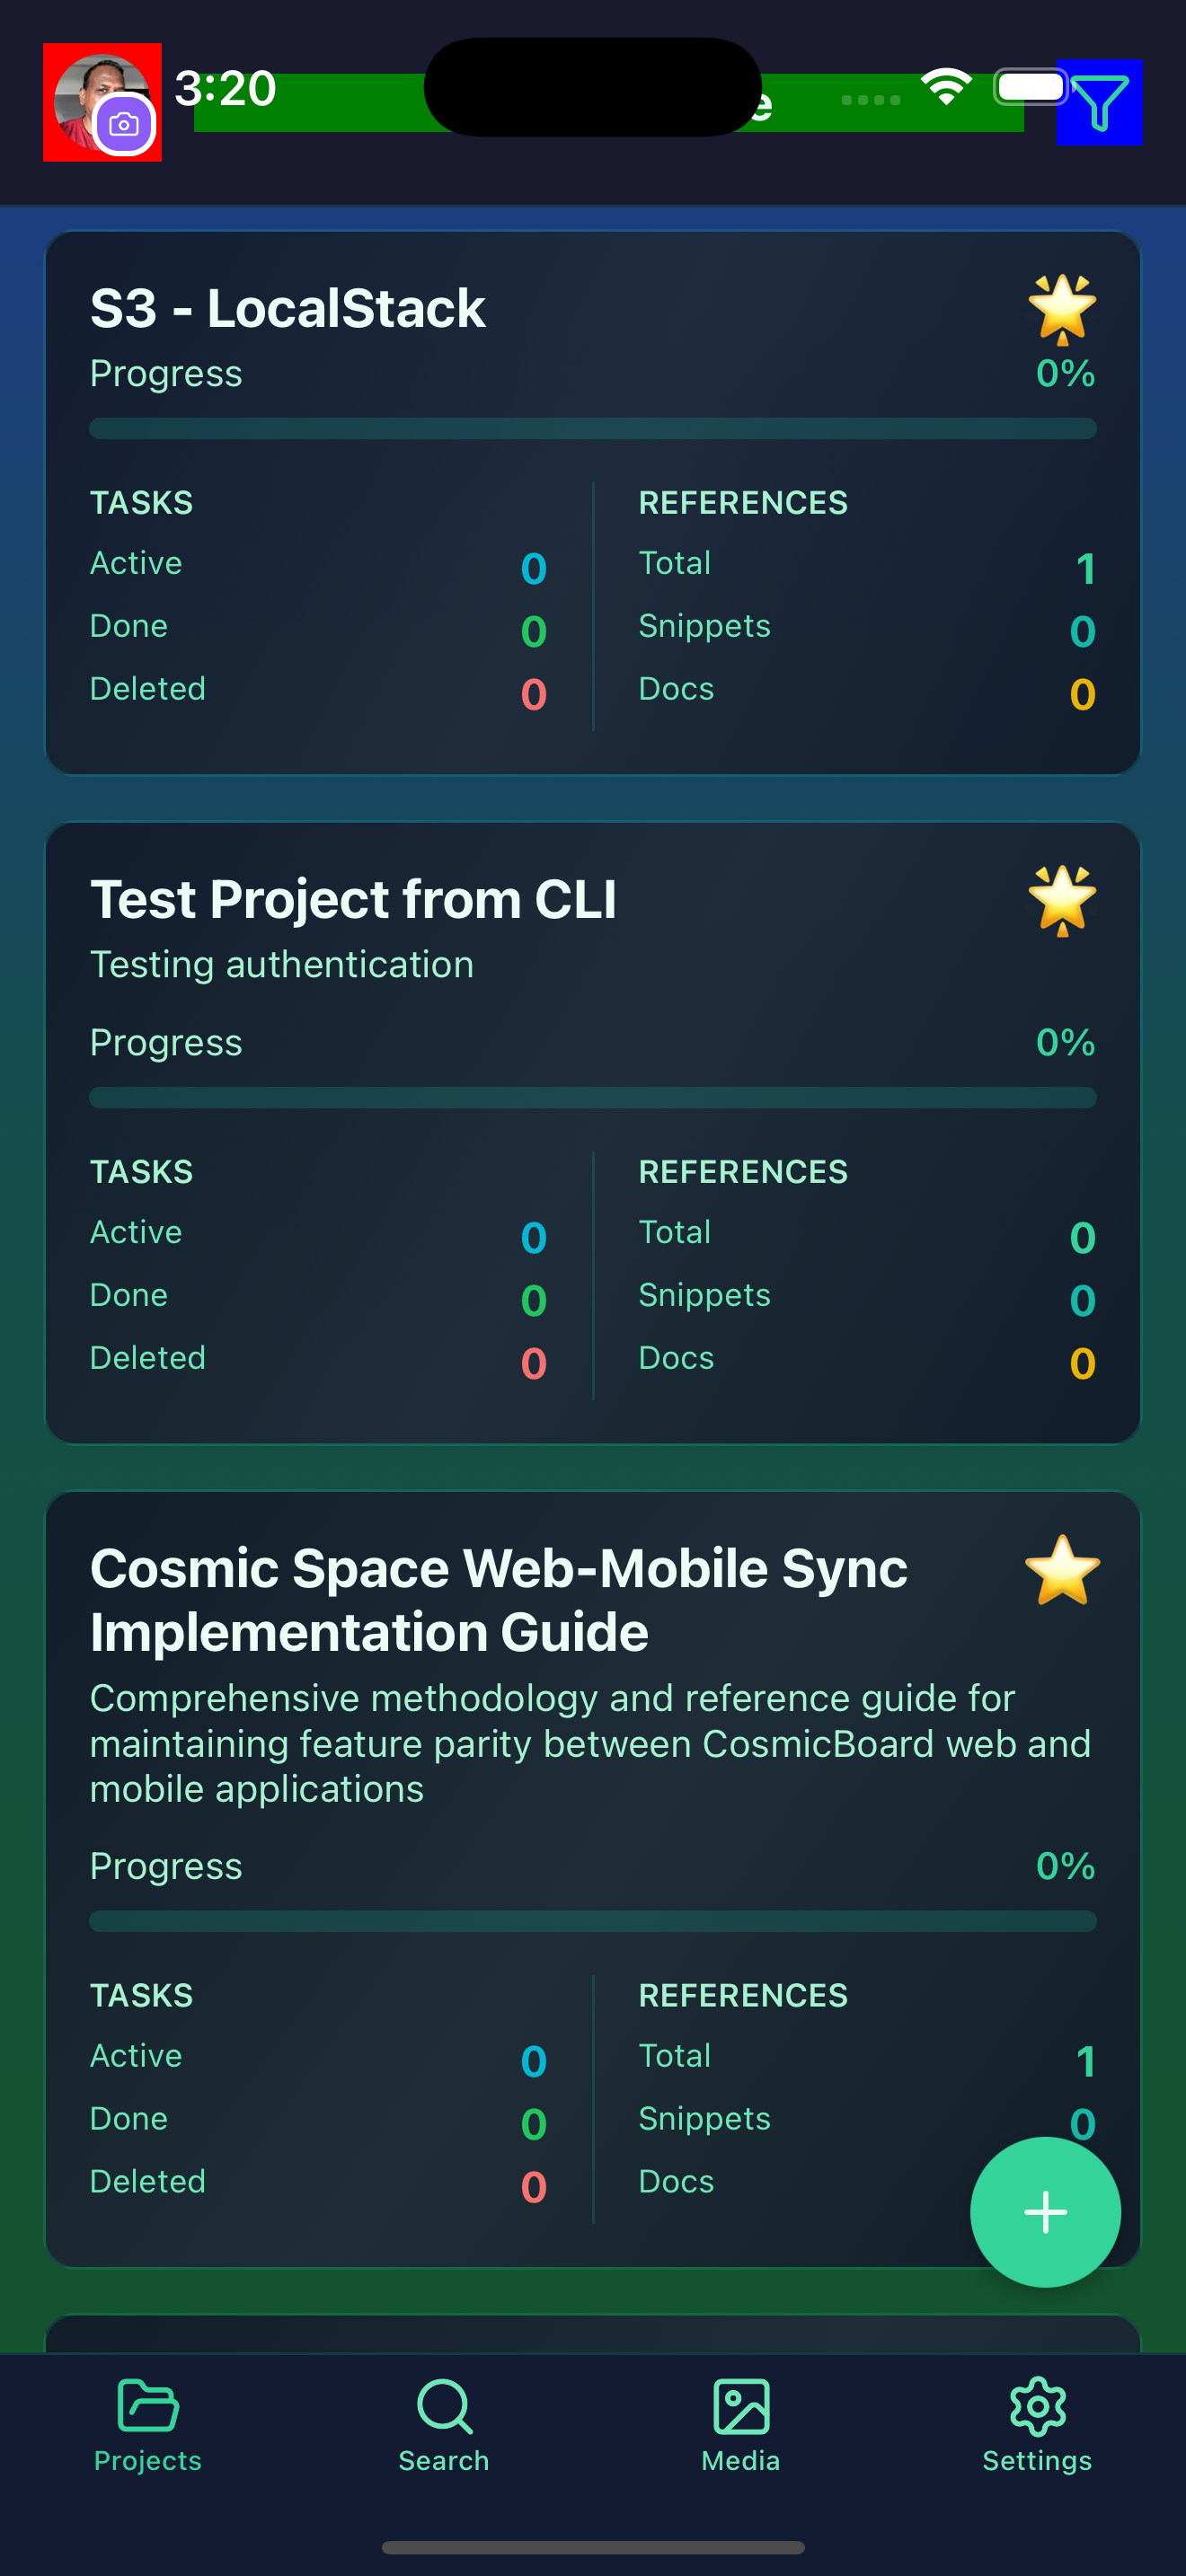 3:20
e
S3 - LocalStack
Progress 0%
TASKS REFERENCES
Active 0 Total 1
Done 0 Snippets 0
Deleted 0 Docs 0
Test Project from CLI
Testing authentication
Progress 0%
TASKS REFERENCES
Active 0 Total 0
Done 0 Snippets 0
Deleted 0 Docs 0
Cosmic Space Web-Mobile Sync
Implementation Guide
Comprehensive methodology and reference guide for
maintaining feature parity between CosmicBoard web and
mobile applications
Progress 0%
TASKS REFERENCES
Active 0 Total 1
Done 0 Snippets 0
Deleted 0 Docs
Projects Search Media Settings